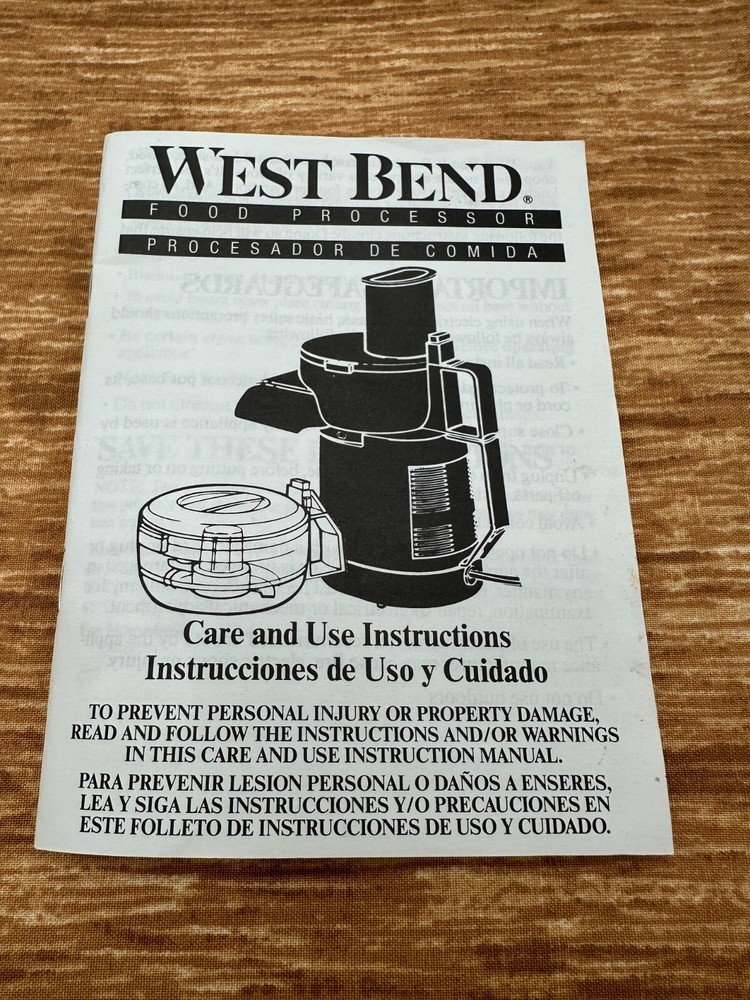 WEST BEND®
FOOD PROCESSOR
PROCESADOR DE COMIDA
Care and Use Instructions
Instrucciones de Uso y Cuidado
TO PREVENT PERSONAL INJURY OR PROPERTY DAMAGE,
READ AND FOLLOW THE INSTRUCTIONS AND/OR WARNINGS
IN THIS CARE AND USE INSTRUCTION MANUAL.
PARA PREVENIR LESION PERSONAL O DAÑOS A ENSERES,
LEA Y SIGA LAS INSTRUCCIONES Y/O PRECAUCIONES EN
ESTE FOLLETO DE INSTRUCCIONES DE USO Y CUIDADO.